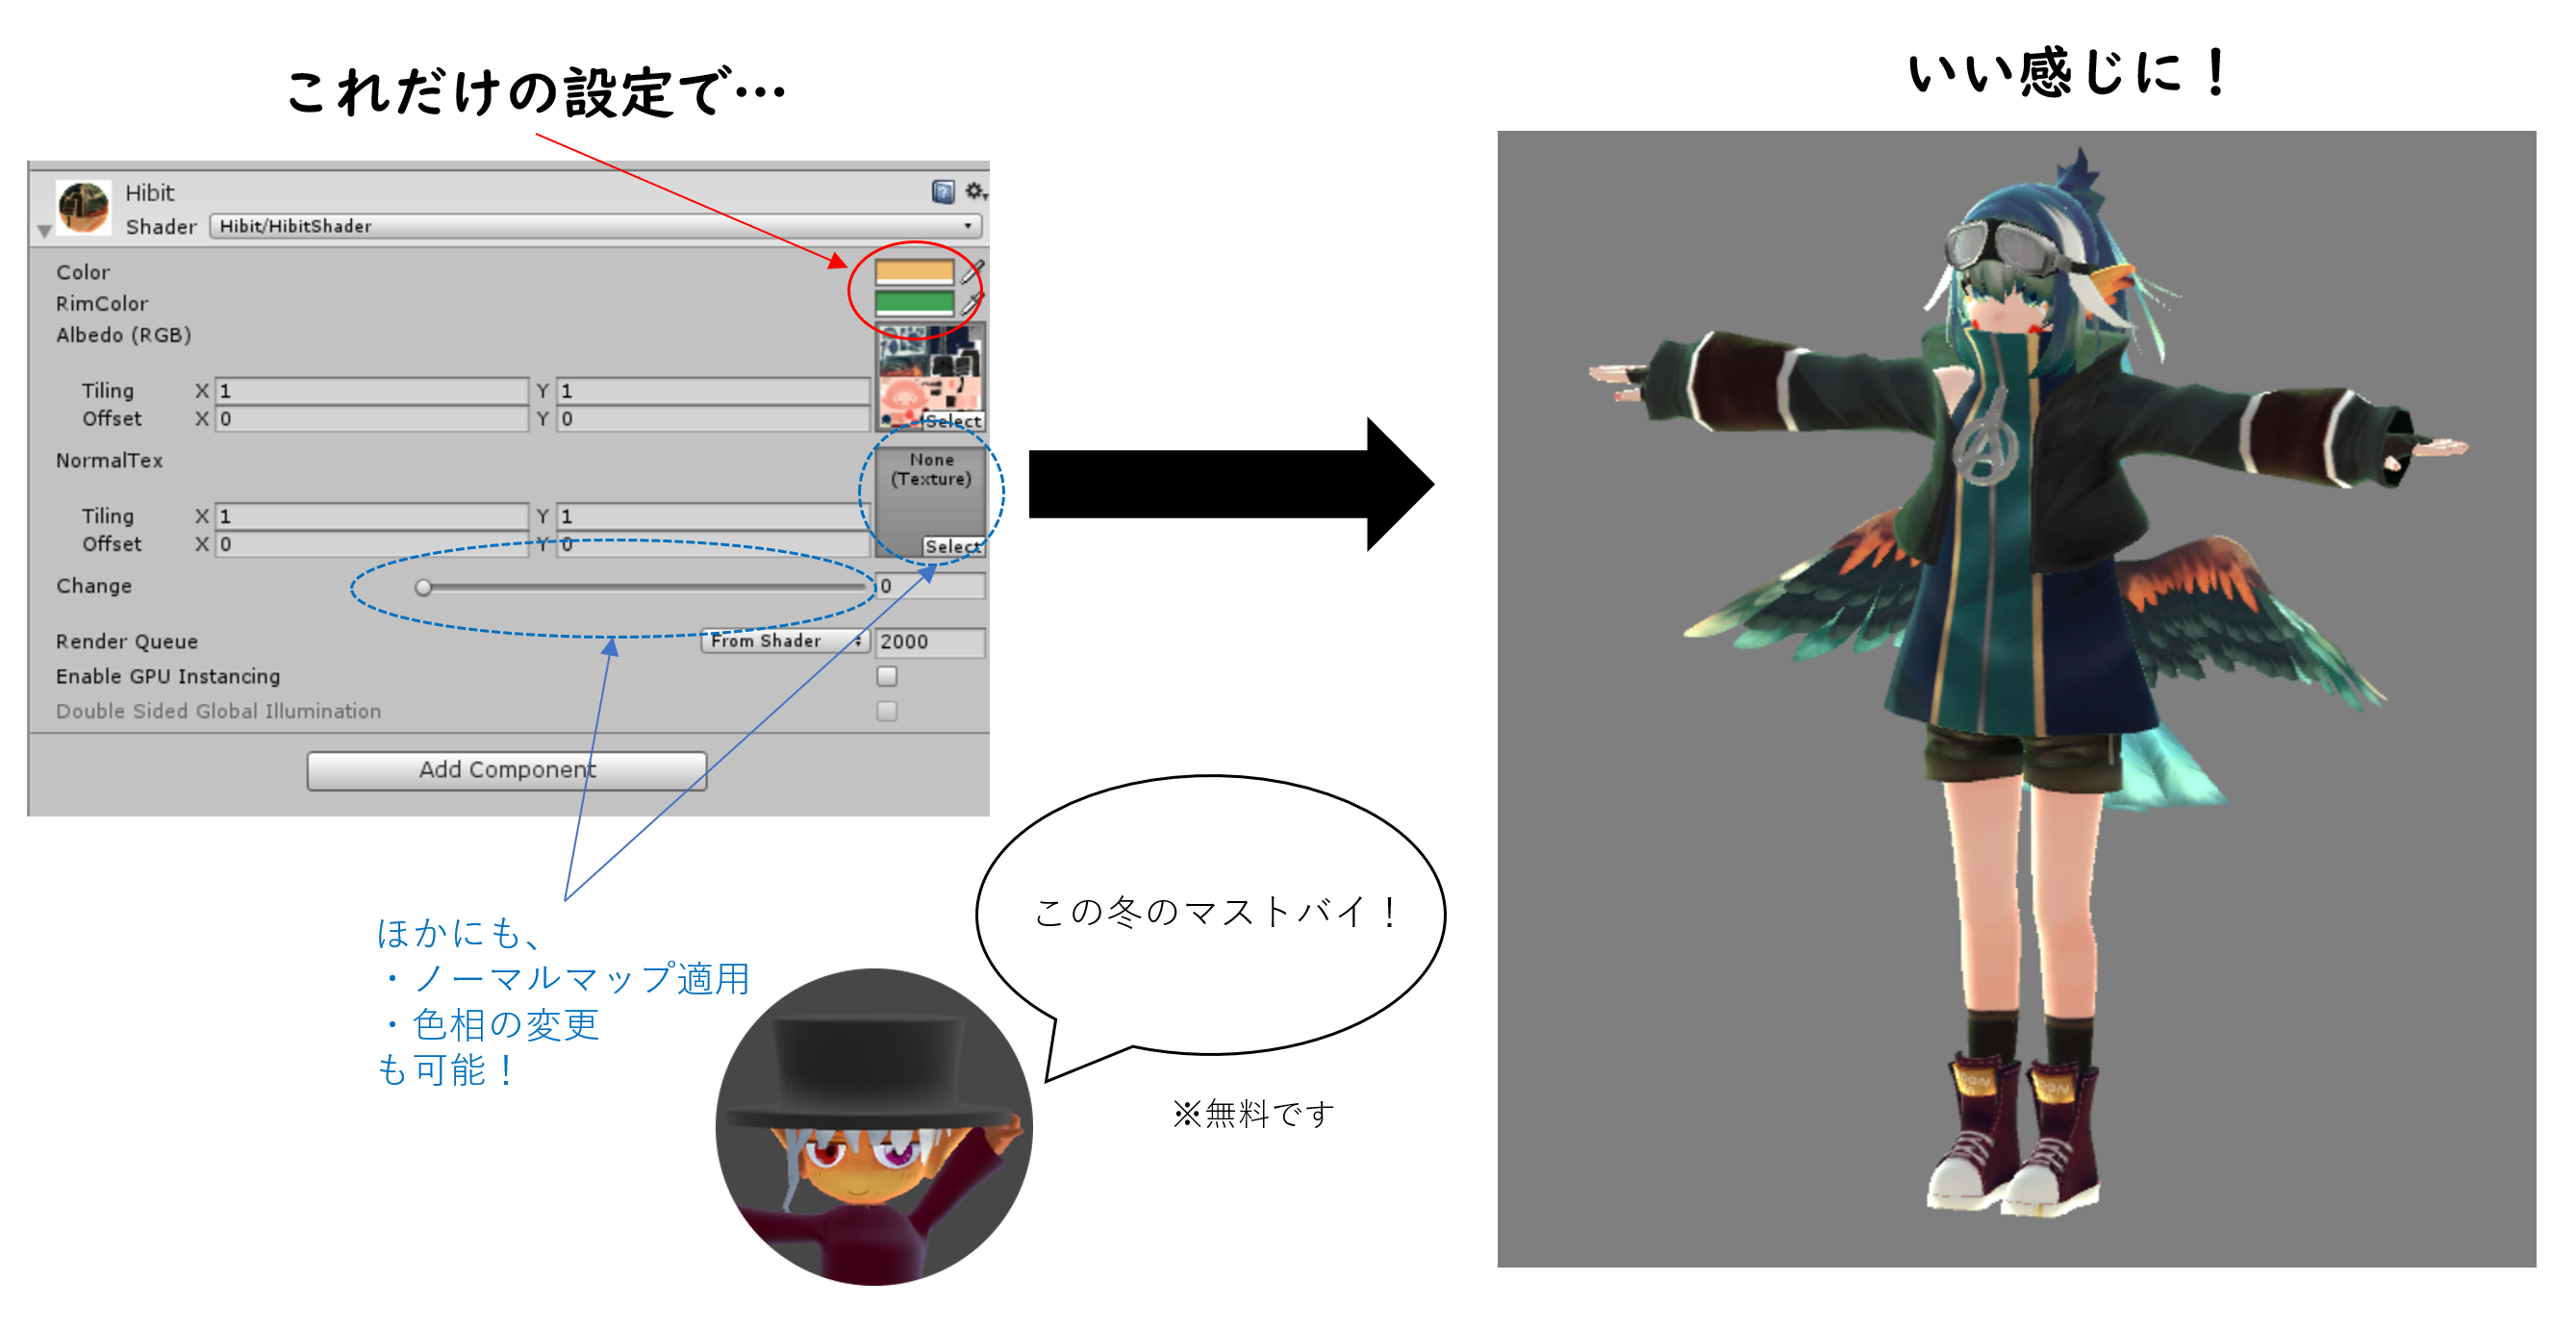 これだけの設定で…
いい感じに！
Hibit
Shader Hibit/HibitShader
Color
RimColor
Albedo (RGB)
Tiling X 1 Y 1
Offset X 0 Y 0
Select
NormalTex
None
(Texture)
Tiling X 1 Y 1
Offset X 0 Y 0
Select
Change 0
Render Queue From Shader 2000
Enable GPU Instancing
Double Sided Global Illumination
Add Component
ほかにも、
・ノーマルマップ適用
・色相の変更
も可能！
この冬のマストバイ！
※無料です